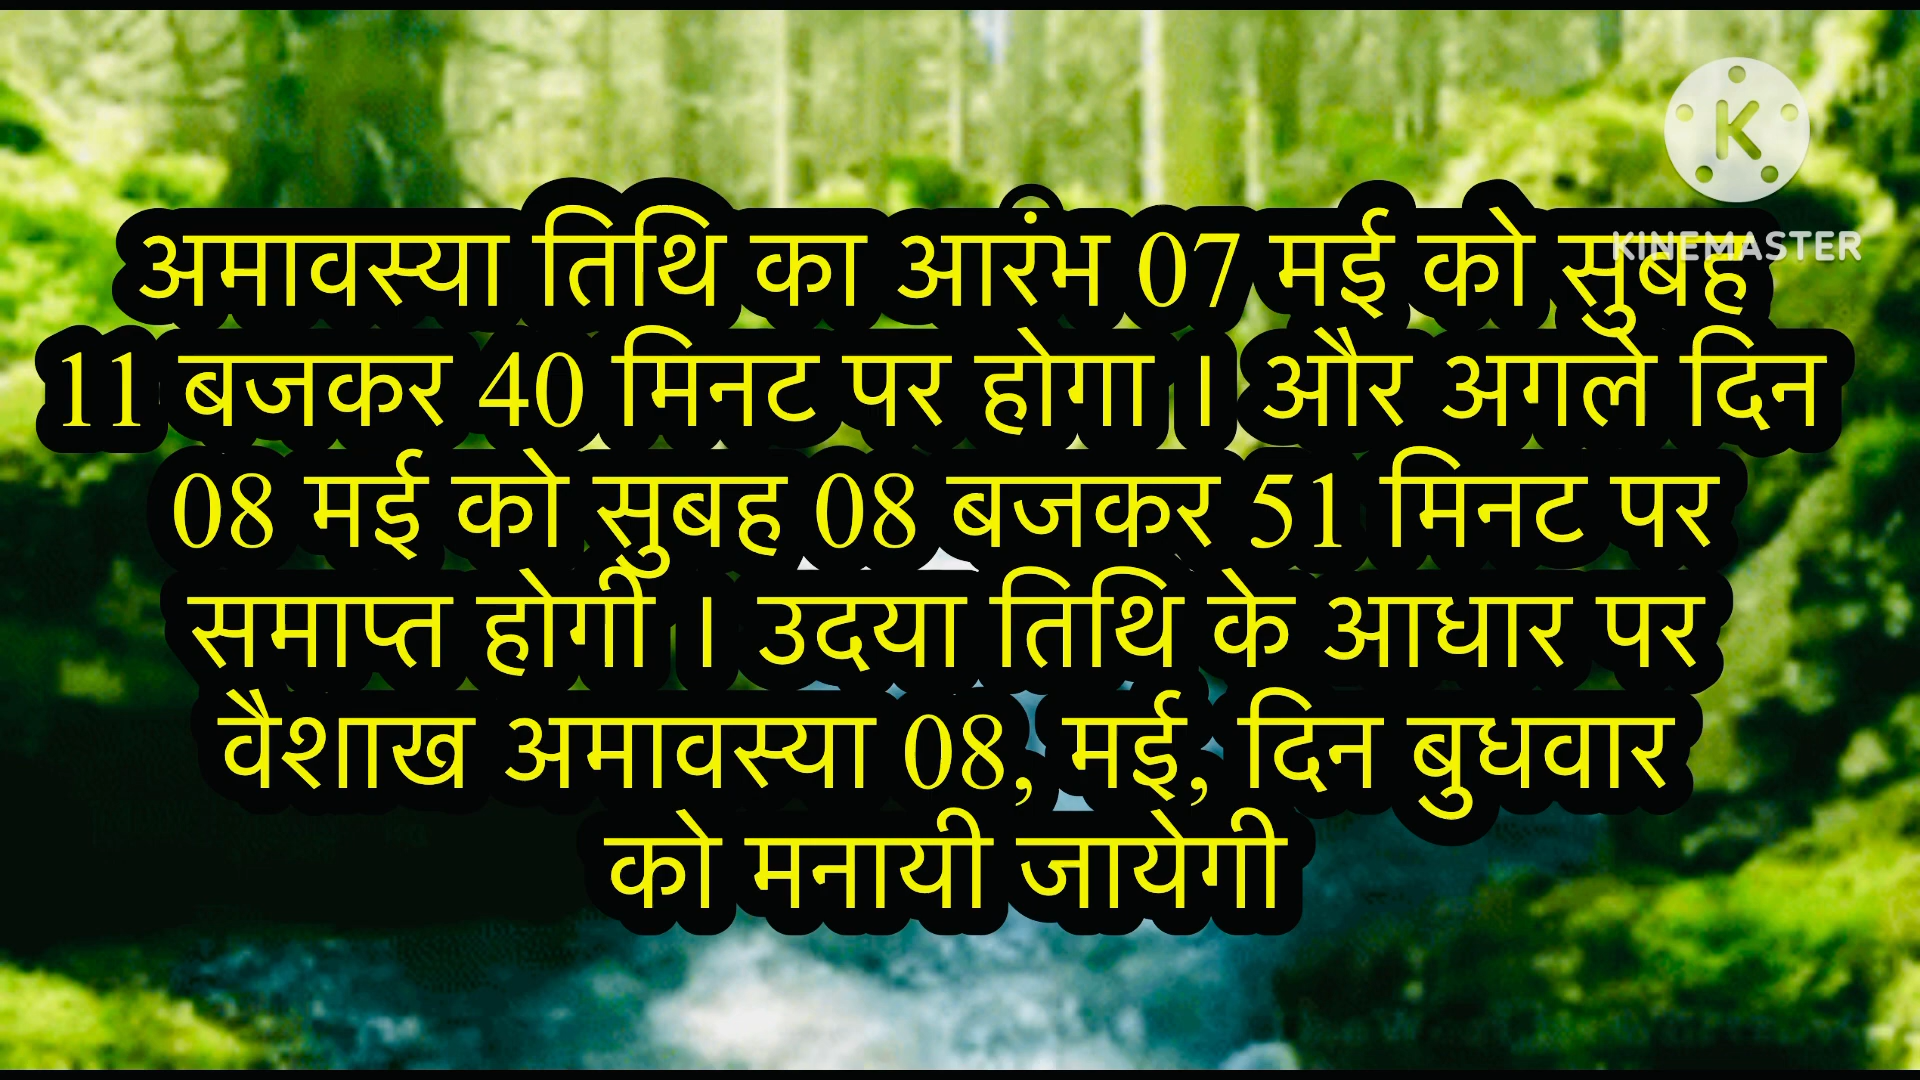 K
KINEMASTER
अमावस्या तिथि का आरंभ 07 मई को सुबह
11 बजकर 40 मिनट पर होगा । और अगले दिन
08 मई को सुबह 08 बजकर 51 मिनट पर
समाप्त होगी । उदया तिथि के आधार पर
वैशाख अमावस्या 08, मई, दिन बुधवार
को मनायी जायेगी